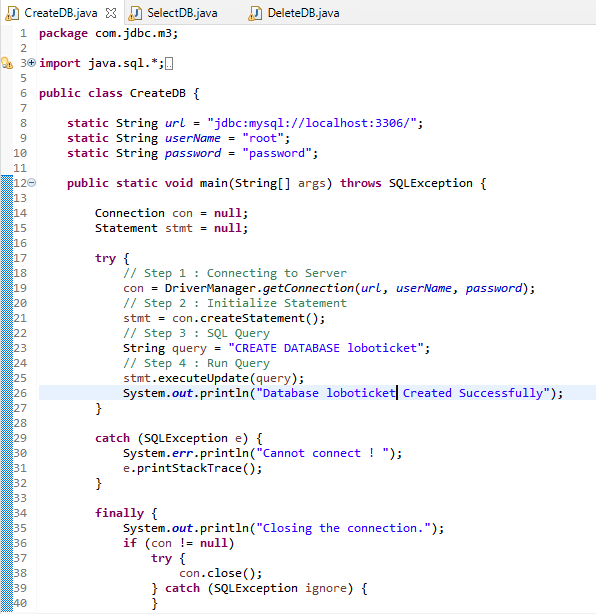 CreateDB.java SelectDB.java DeleteDB.java
1 package com.jdbc.m3;
2
3 import java.sql.*;
5
6 public class CreateDB {
7
8 static String url = "jdbc:mysql://localhost:3306/";
9 static String userName = "root";
10 static String password = "password";
11
12 public static void main(String[] args) throws SQLException {
13
14 Connection con = null;
15 Statement stmt = null;
16
17 try {
18 // Step 1 : Connecting to Server
19 con = DriverManager.getConnection(url, userName, password);
20 // Step 2 : Initialize Statement
21 stmt = con.createStatement();
22 // Step 3 : SQL Query
23 String query = "CREATE DATABASE loboticket";
24 // Step 4 : Run Query
25 stmt.executeUpdate(query);
26 System.out.println("Database loboticket Created Successfully");
27 }
28
29 catch (SQLException e) {
30 System.err.println("Cannot connect ! ");
31 e.printStackTrace();
32 }
33
34 finally {
35 System.out.println("Closing the connection.");
36 if (con != null)
37 try {
38 con.close();
39 } catch (SQLException ignore) {
40 }